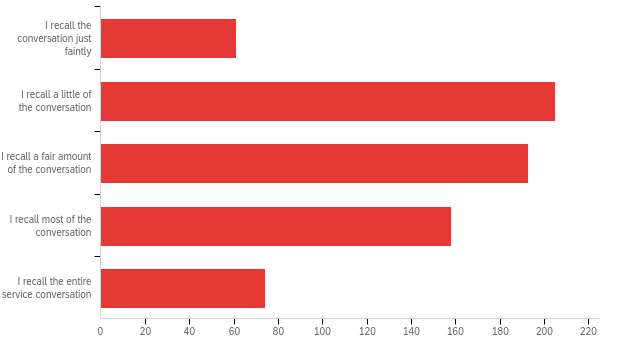 I recall the
conversation just
faintly
I recall a little of
the conversation
I recall a fair amount
of the conversation
I recall most of the
conversation
I recall the entire
service conversation
0 20 40 60 80 100 120 140 160 180 200 220